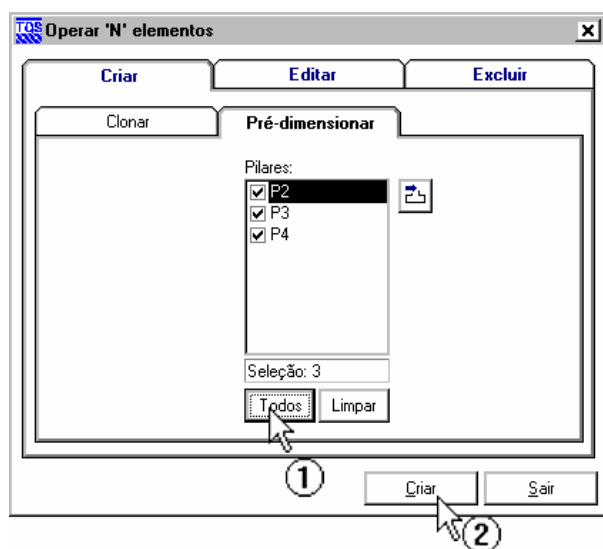 TQS Operar 'N' elementos
Criar Editar Excluir
Clonar Pré-dimensionar
Pilares:
P2
P3
P4
Seleção: 3
Todos Limpar
1
Criar Sair
2